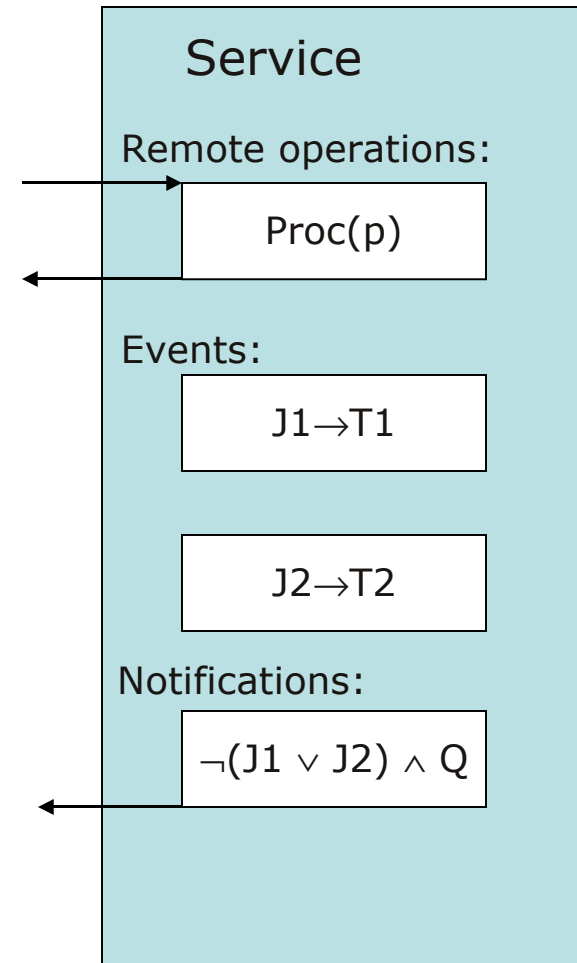 Service
Remote operations:
Proc(p)
Events:
J1→T1
J2→T2
Notifications:
¬(J1 ∨ J2) ∧ Q